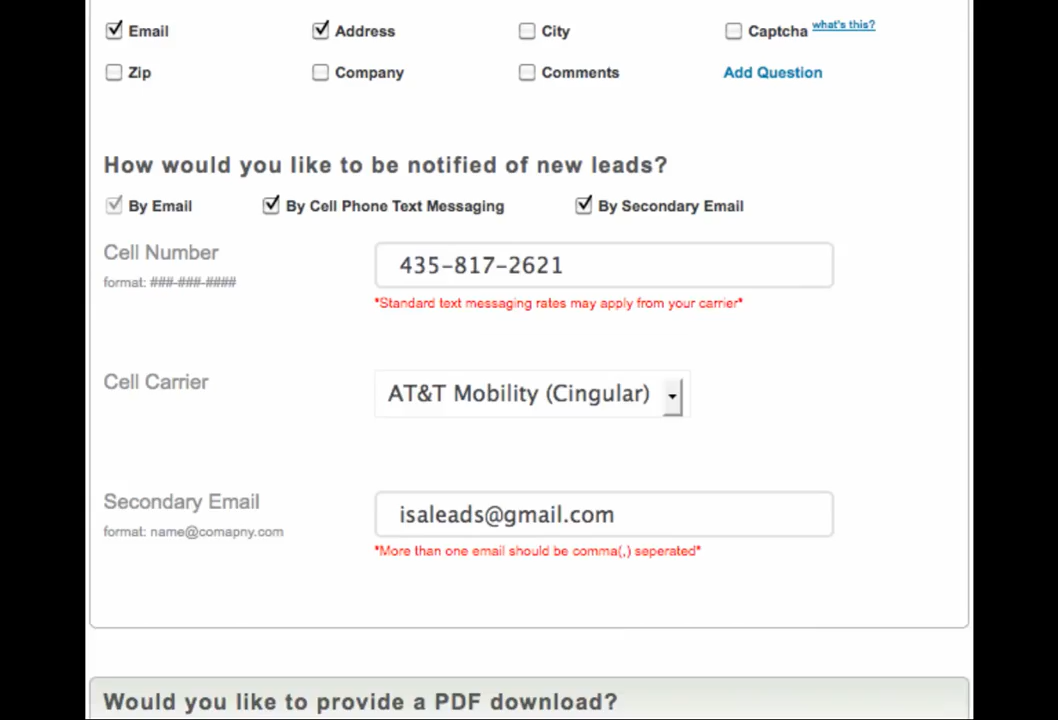 Email Address City Captcha what's this?
Zip Company Comments Add Question
How would you like to be notified of new leads?
By Email By Cell Phone Text Messaging By Secondary Email
Cell Number 435-817-2621
format: ###-###-####
*Standard text messaging rates may apply from your carrier*
Cell Carrier AT&T Mobility (Cingular)
Secondary Email isaleads@gmail.com
format: name@comapny.com
*More than one email should be comma(,) seperated*
Would you like to provide a PDF download?